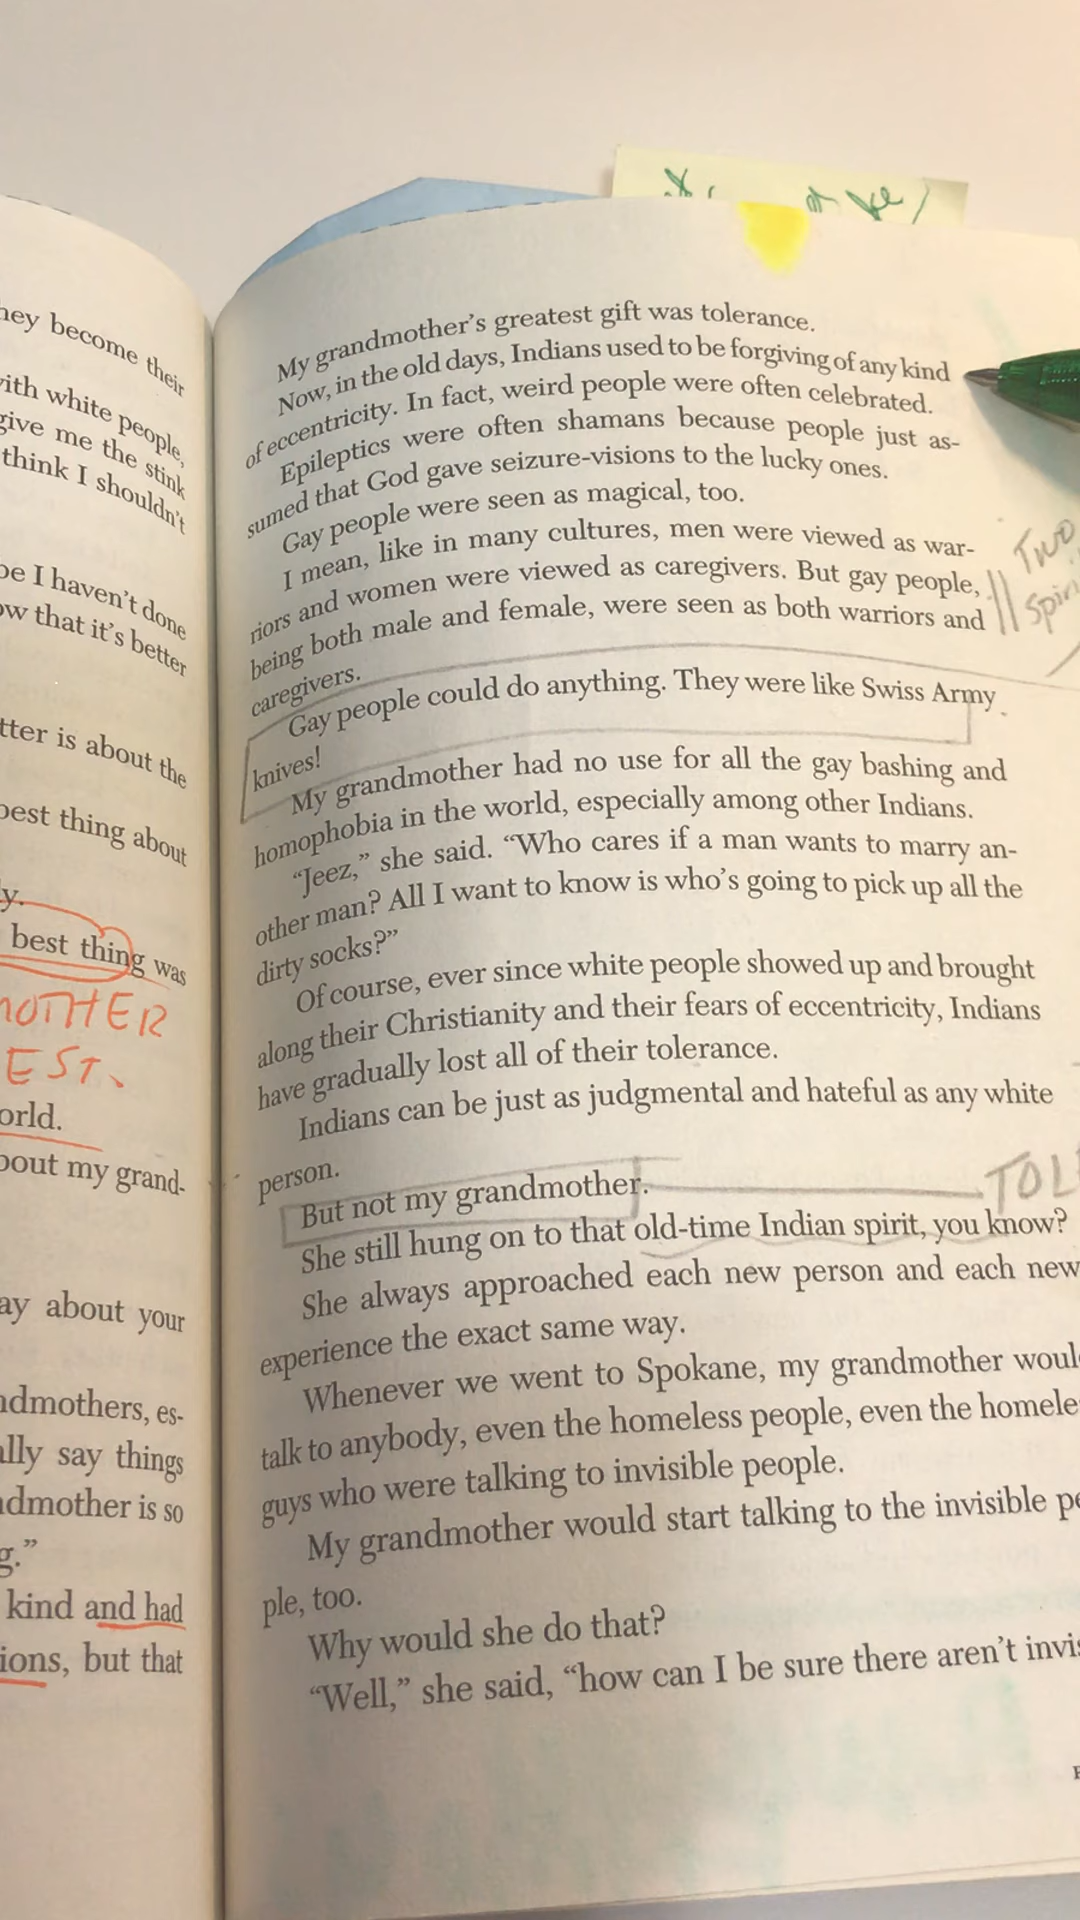 hey become their
with white people,
give me the stink
think I shouldn't
be I haven't done
ow that it's better
tter is about the
best thing about
y.
best thing was
MOTHER
EST.
orld.
bout my grand-
ay about your
ndmothers, es-
ally say things
ndmother is so
g."
kind and had
ions, but that
My grandmother's greatest gift was tolerance.
Now, in the old days, Indians used to be forgiving of any kind
of eccentricity. In fact, weird people were often celebrated.
Epileptics were often shamans because people just as-
sumed that God gave seizure-visions to the lucky ones.
Gay people were seen as magical, too.
I mean, like in many cultures, men were viewed as war-
riors and women were viewed as caregivers. But gay people,
being both male and female, were seen as both warriors and
caregivers.
Two
Spiri
Gay people could do anything. They were like Swiss Army
knives!
My grandmother had no use for all the gay bashing and
homophobia in the world, especially among other Indians.
"Jeez," she said. "Who cares if a man wants to marry an-
other man? All I want to know is who's going to pick up all the
dirty socks?"
Of course, ever since white people showed up and brought
along their Christianity and their fears of eccentricity, Indians
have gradually lost all of their tolerance.
Indians can be just as judgmental and hateful as any white
person.
But not my grandmother.
TOL
She still hung on to that old-time Indian spirit, you know?
She always approached each new person and each new
experience the exact same way.
Whenever we went to Spokane, my grandmother woul
talk to anybody, even the homeless people, even the homele
guys who were talking to invisible people.
My grandmother would start talking to the invisible pe
ple, too.
Why would she do that?
"Well," she said, "how can I be sure there aren't invis